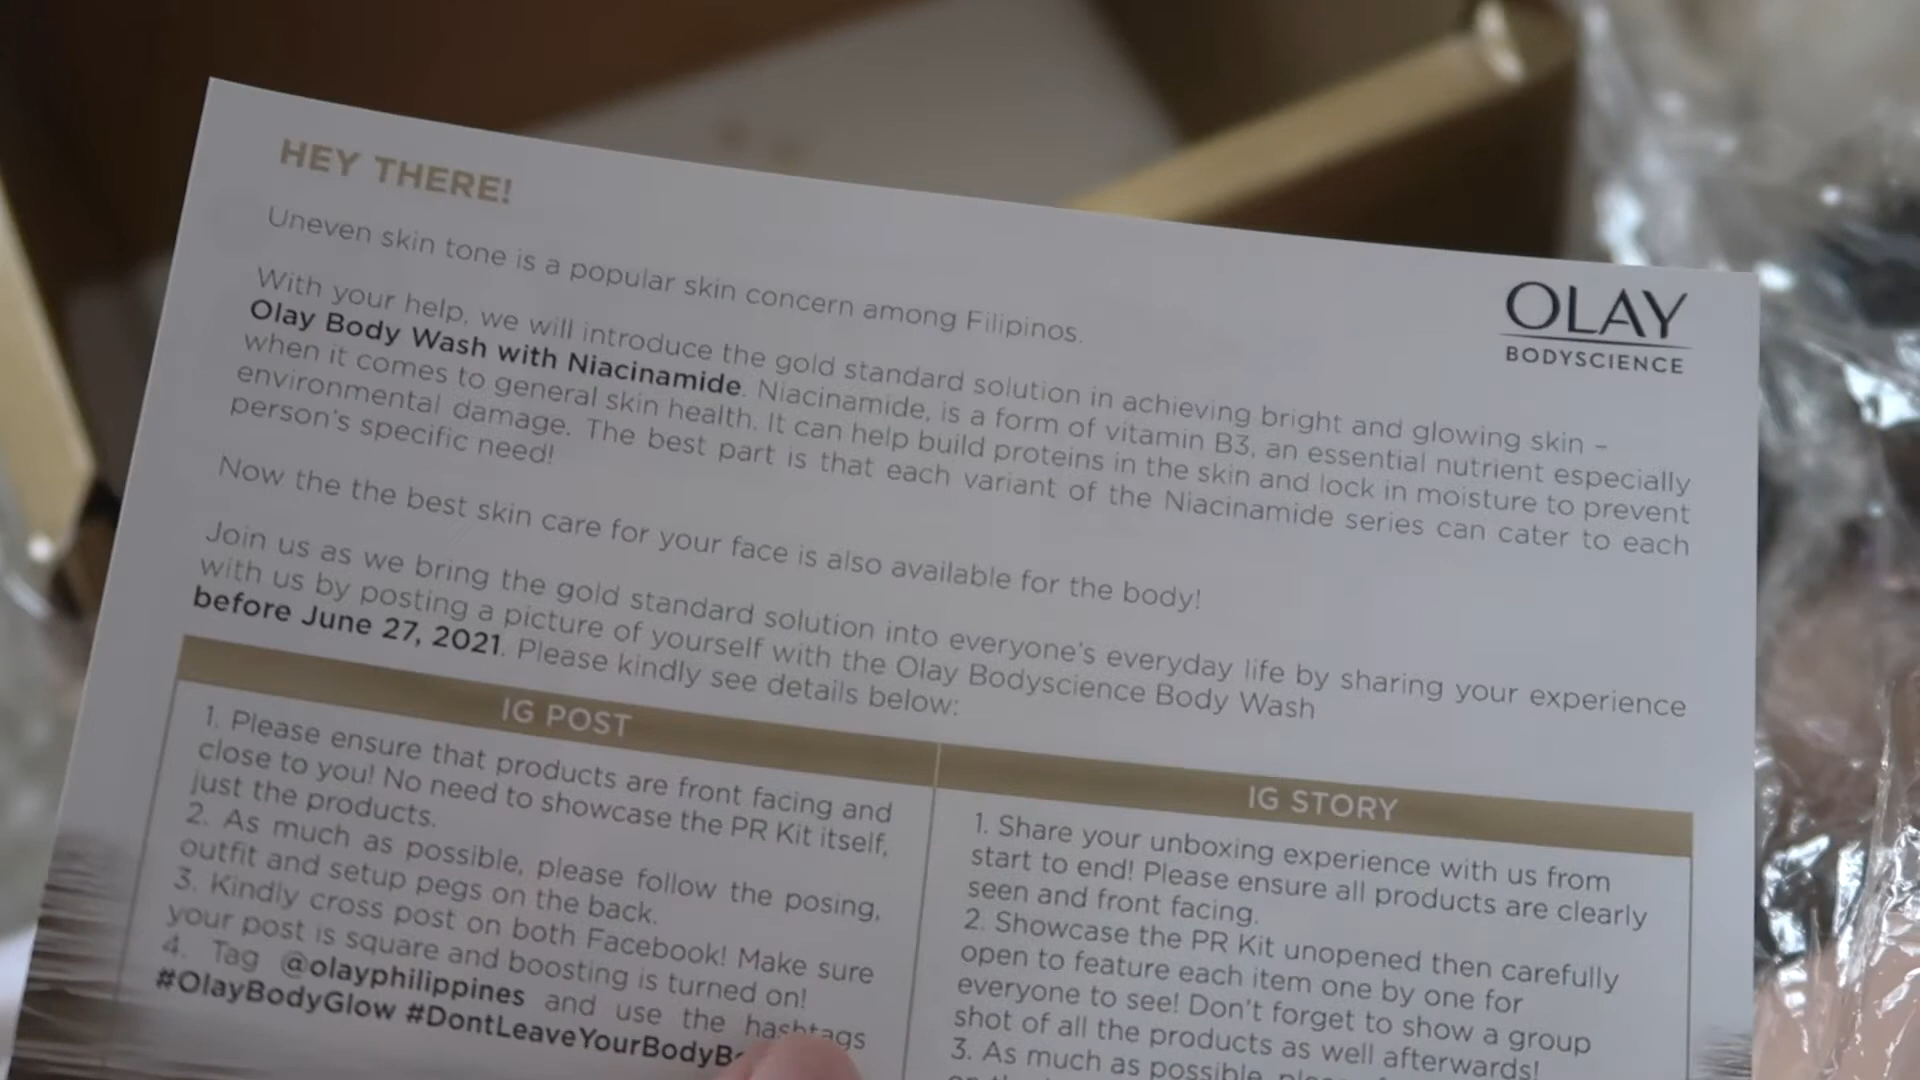 HEY THERE!
Uneven skin tone is a popular skin concern among Filipinos.
OLAY
BODYSCIENCE
With your help, we will introduce the gold standard solution in achieving bright and glowing skin –
Olay Body Wash with Niacinamide. Niacinamide, is a form of vitamin B3, an essential nutrient especially
when it comes to general skin health. It can help build proteins in the skin and lock in moisture to prevent
environmental damage. The best part is that each variant of the Niacinamide series can cater to each
person's specific need!
Now the the best skin care for your face is also available for the body!
Join us as we bring the gold standard solution into everyone's everyday life by sharing your experience
with us by posting a picture of yourself with the Olay Bodyscience Body Wash
before June 27, 2021. Please kindly see details below:
IG POST
1. Please ensure that products are front facing and
close to you! No need to showcase the PR Kit itself,
just the products.
2. As much as possible, please follow the posing,
outfit and setup pegs on the back.
3. Kindly cross post on both Facebook! Make sure
your post is square and boosting is turned on!
4. Tag @olayphilippines and use the hashtags
#OlayBodyGlow #DontLeaveYourBodyB
IG STORY
1. Share your unboxing experience with us from
start to end! Please ensure all products are clearly
seen and front facing.
2. Showcase the PR Kit unopened then carefully
open to feature each item one by one for
everyone to see! Don't forget to show a group
shot of all the products as well afterwards!
3. As much as possible,